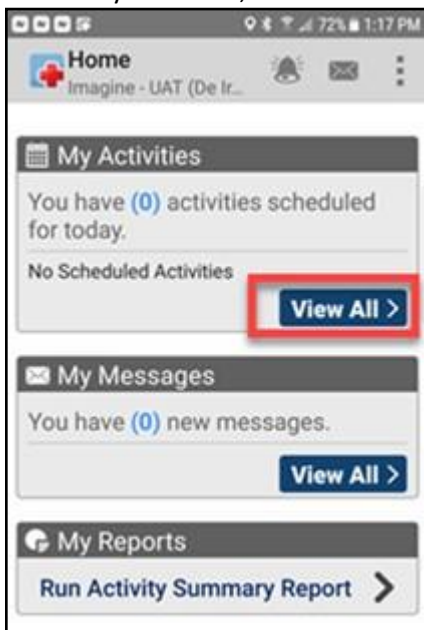 72% 1:17 PM
Home
Imagine - UAT (De Ir...
My Activities
You have (0) activities scheduled
for today.
No Scheduled Activities
View All >
My Messages
You have (0) new messages.
View All >
My Reports
Run Activity Summary Report >